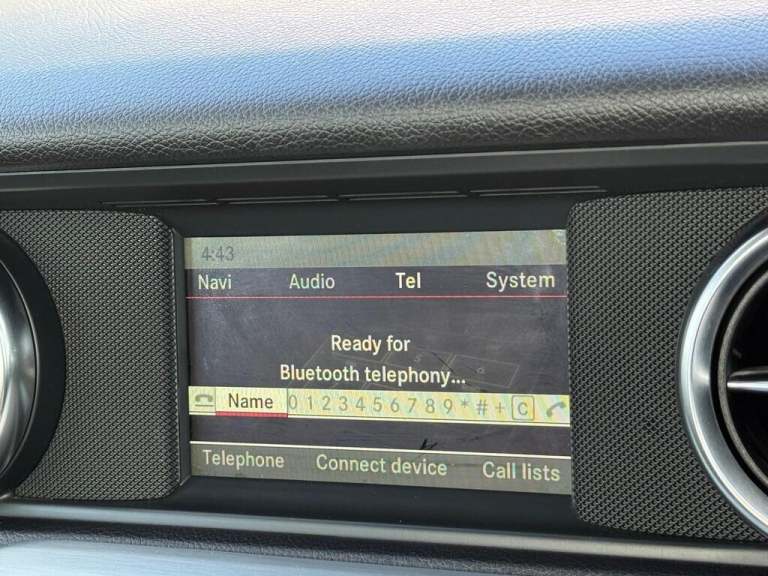 4:43
Navi Audio Tel System
Ready for
Bluetooth telephony...
Name 0 1 2 3 4 5 6 7 8 9 * # + C
Telephone Connect device Call lists